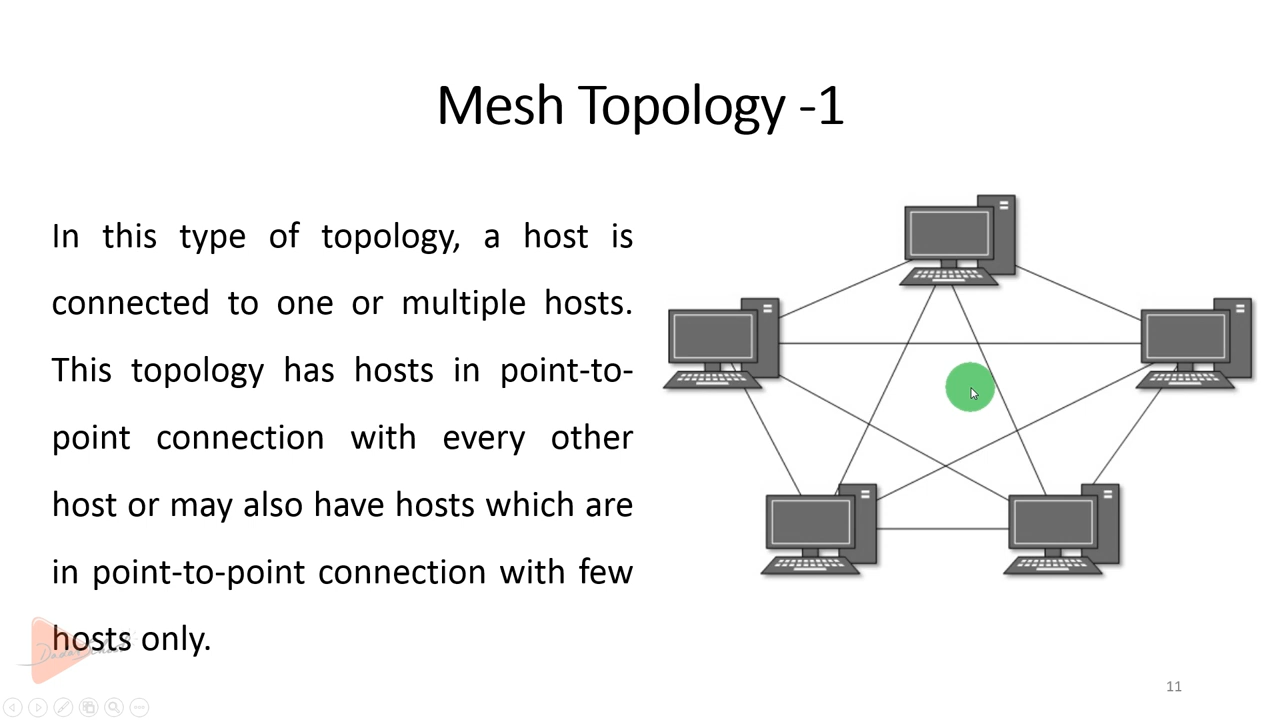 Mesh Topology -1
In this type of topology, a host is
connected to one or multiple hosts.
This topology has hosts in point-to-
point connection with every other
host or may also have hosts which are
in point-to-point connection with few
hosts only.
11